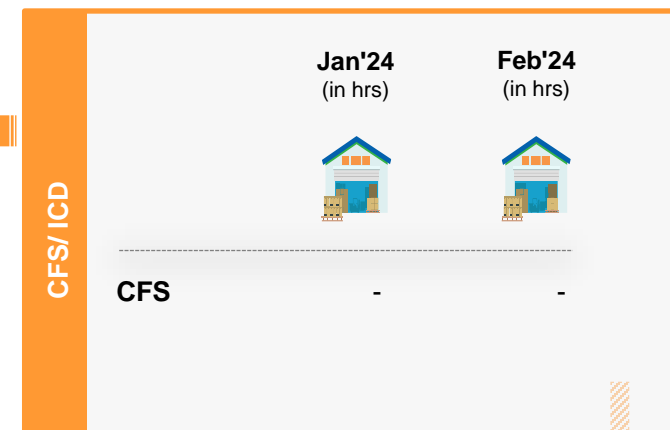 Jan'24 Feb'24
(in hrs) (in hrs)
CFS/ ICD
CFS - -